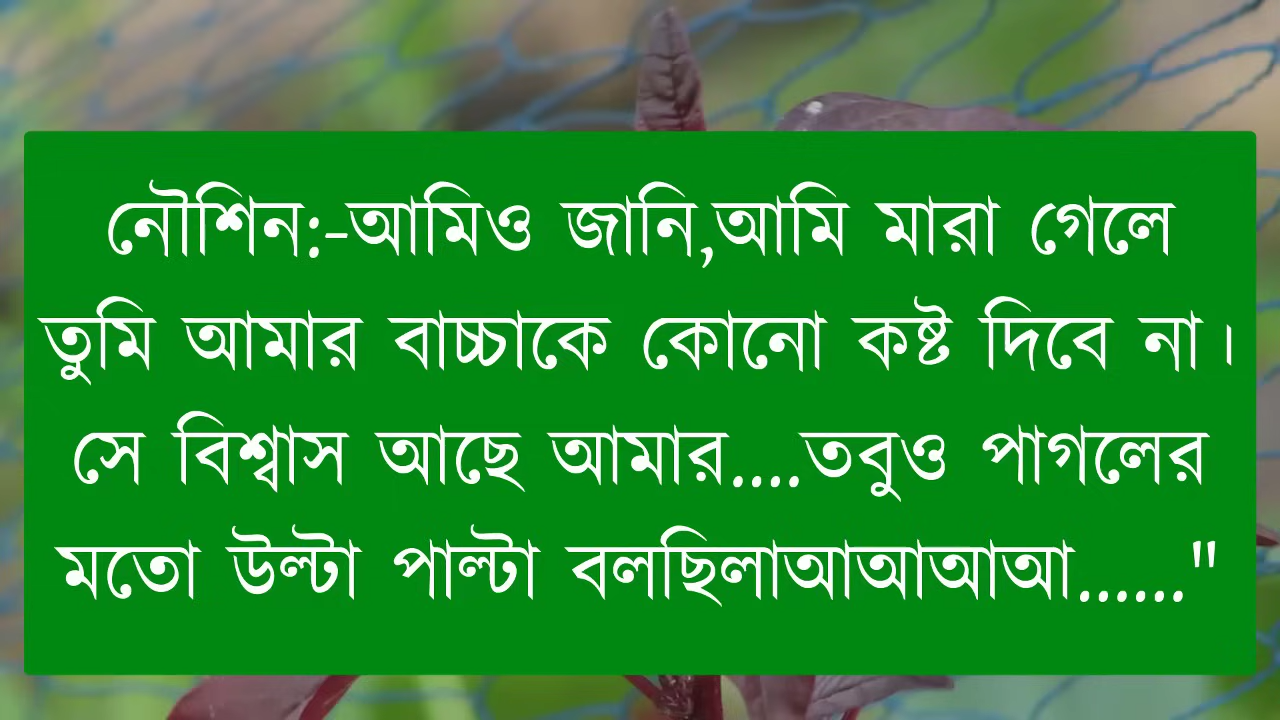 নৌশিন:-আমিও জানি,আমি মারা গেলে
তুমি আমার বাচ্চাকে কোনো কষ্ট দিবে না।
সে বিশ্বাস আছে আমার....তবুও পাগলের
মতো উল্টা পাল্টা বলছিলাআআআআ......"